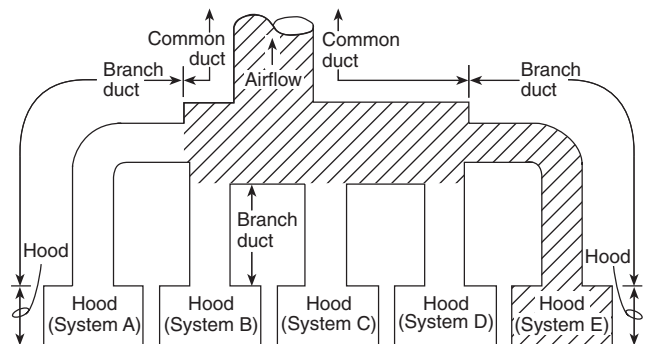 Common
duct
Common
duct
Branch
duct
Airflow
Branch
duct
Branch
duct
Hood
Hood
Hood
(System A)
Hood
(System B)
Hood
(System C)
Hood
(System D)
Hood
(System E)